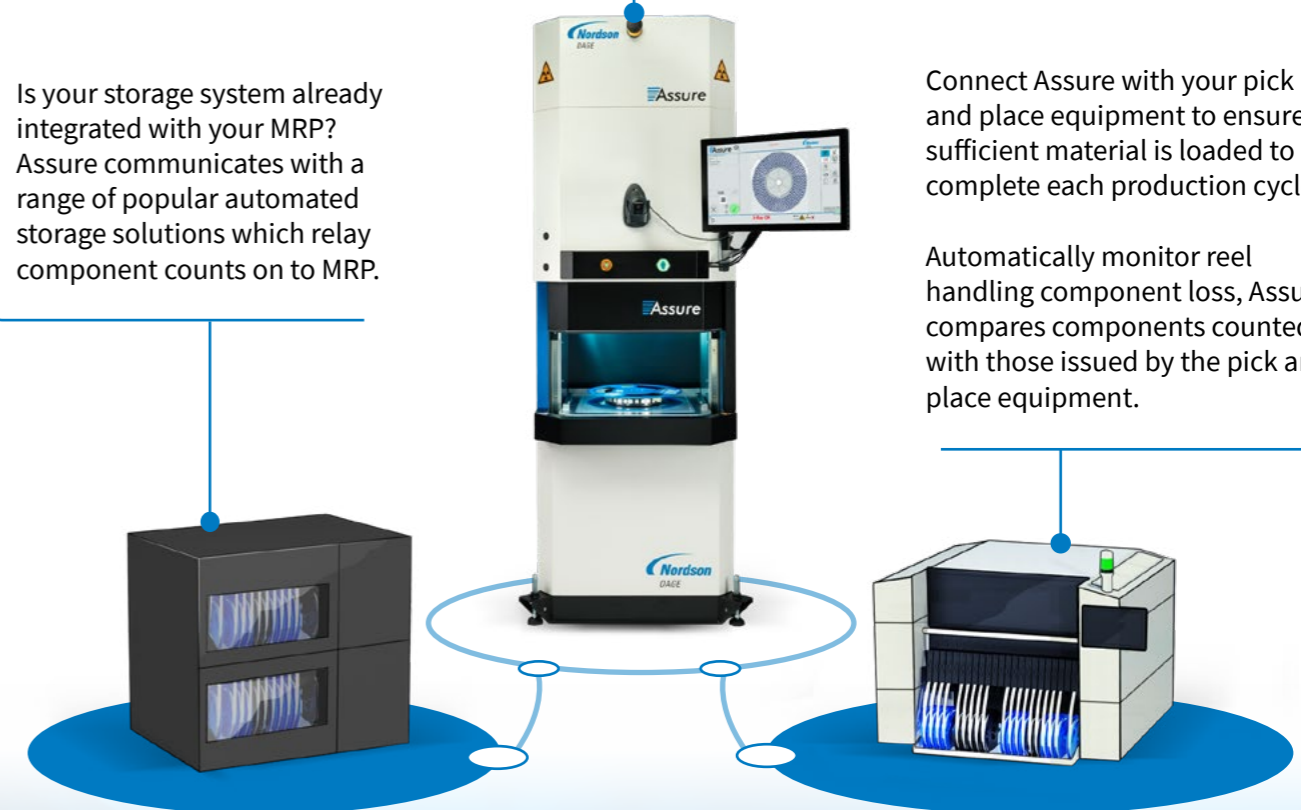 Nordson
DAGE
Assure
Is your storage system already
integrated with your MRP?
Assure communicates with a
range of popular automated
storage solutions which relay
component counts on to MRP.
Connect Assure with your pick
and place equipment to ensure
sufficient material is loaded to
complete each production cycl
Automatically monitor reel
handling component loss, Assu
compares components counted
with those issued by the pick a
place equipment.
Assure
Nordson
DAGE